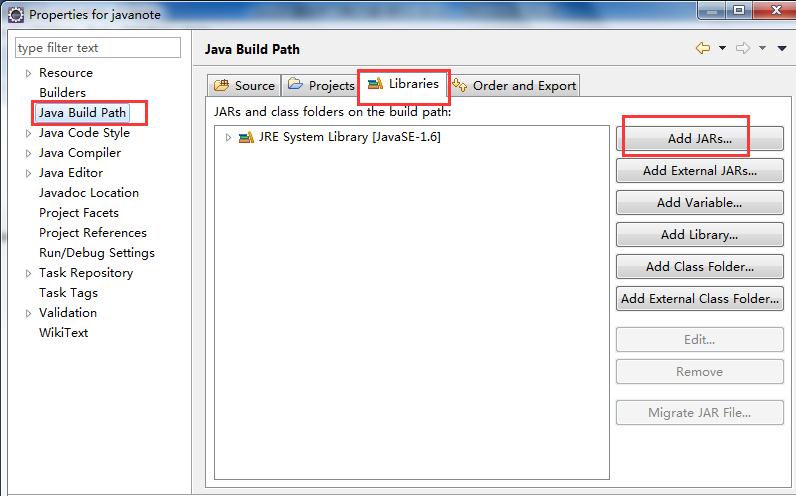 Properties for javanote
type filter text
Resource
Builders
Java Build Path
Java Code Style
Java Compiler
Java Editor
Javadoc Location
Project Facets
Project References
Run/Debug Settings
Task Repository
Task Tags
Validation
WikiText
Java Build Path
Source Projects Libraries Order and Export
JARs and class folders on the build path:
JRE System Library [JavaSE-1.6]
Add JARs...
Add External JARs...
Add Variable...
Add Library...
Add Class Folder...
Add External Class Folder...
Edit...
Remove
Migrate JAR File...